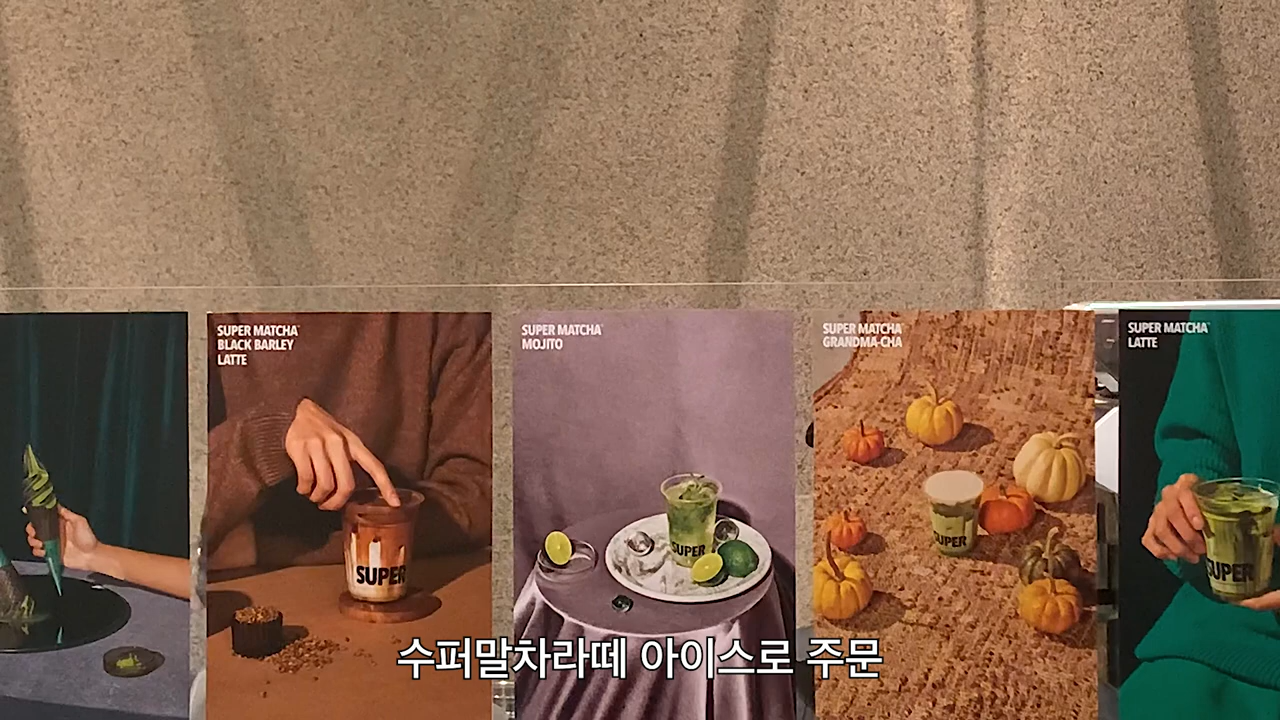 SUPER MATCHA
BLACK BARLEY
LATTE
SUPER
SUPER MATCHA
MOJITO
SUPER
SUPER MATCHA
GRANDMA-CHA
SUPER
SUPER MATCHA
LATTE
SUPER
수퍼말차라떼 아이스로 주문